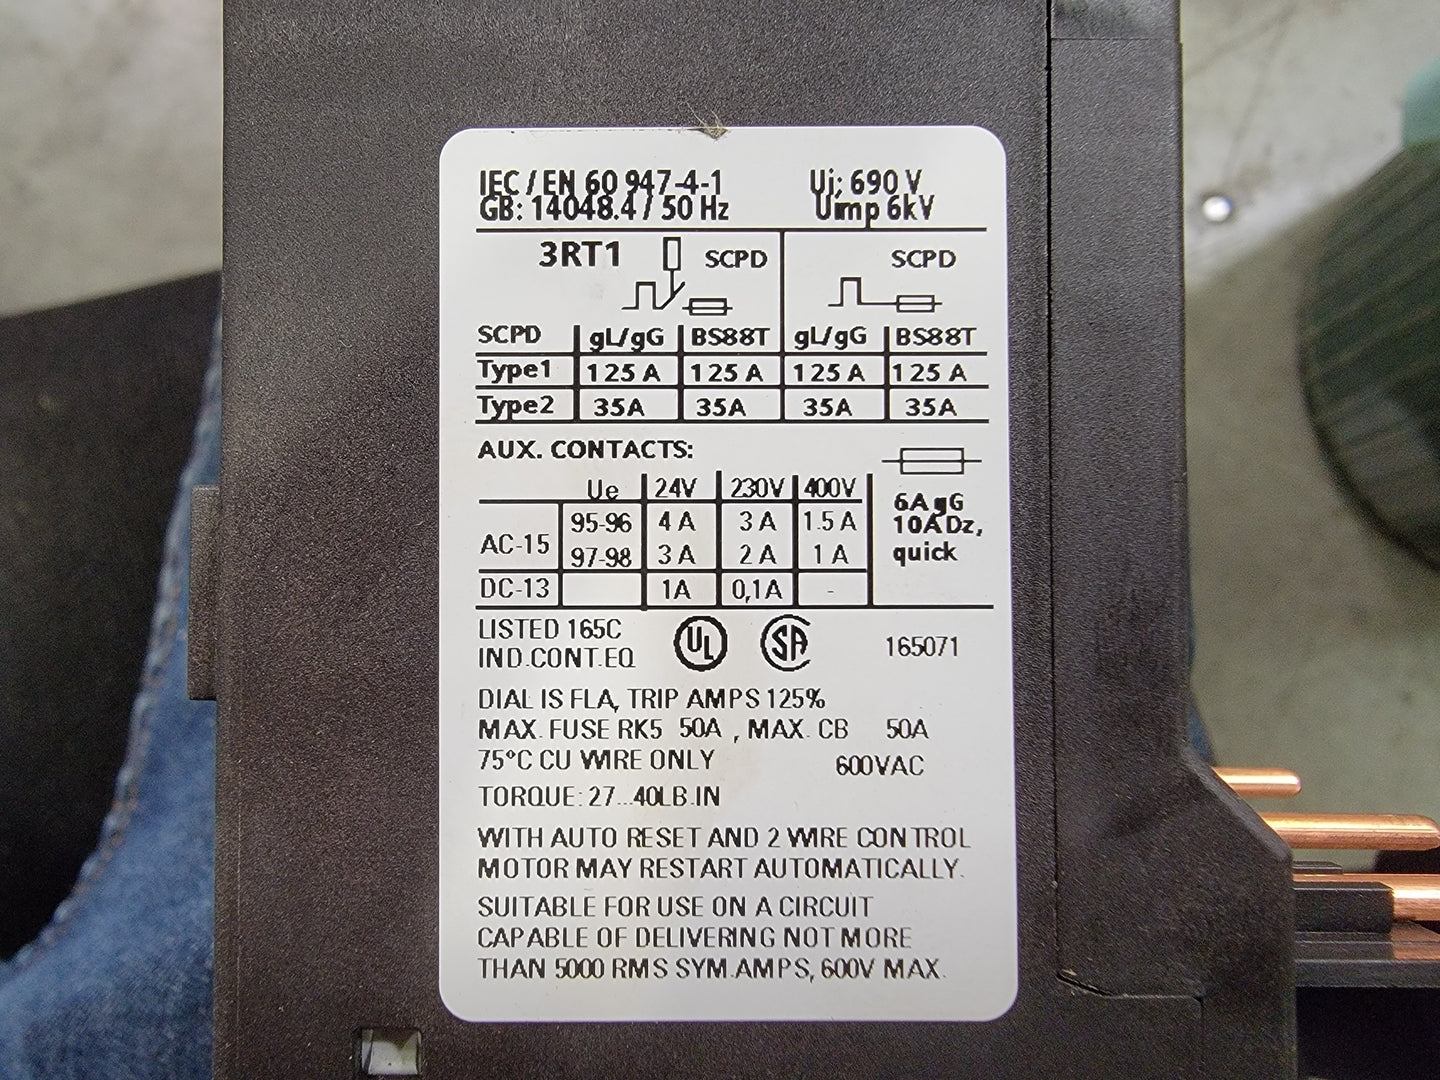 IEC / EN 60 947-4-1 Ui: 690 V
GB: 14048.4 / 50 Hz Uimp 6kV
3RT1 SCPD SCPD
SCPD gL/gG BS88T gL/gG BS88T
Type1 125 A 125 A 125 A 125 A
Type2 35A 35A 35A 35A
AUX. CONTACTS:
Ue 24V 230V 400V
95-96 4 A 3 A 1.5 A
AC-15
97-98 3 A 2 A 1 A
DC-13 1A 0,1A -
6A gG
10A Dz,
quick
LISTED 165C
IND.CONT.EQ
UL SA 165071
DIAL IS FLA, TRIP AMPS 125%
MAX. FUSE RK5 50A , MAX. CB 50A
75°C CU WIRE ONLY 600VAC
TORQUE: 27...40LB.IN
WITH AUTO RESET AND 2 WIRE CONTROL
MOTOR MAY RESTART AUTOMATICALLY.
SUITABLE FOR USE ON A CIRCUIT
CAPABLE OF DELIVERING NOT MORE
THAN 5000 RMS SYM.AMPS, 600V MAX.